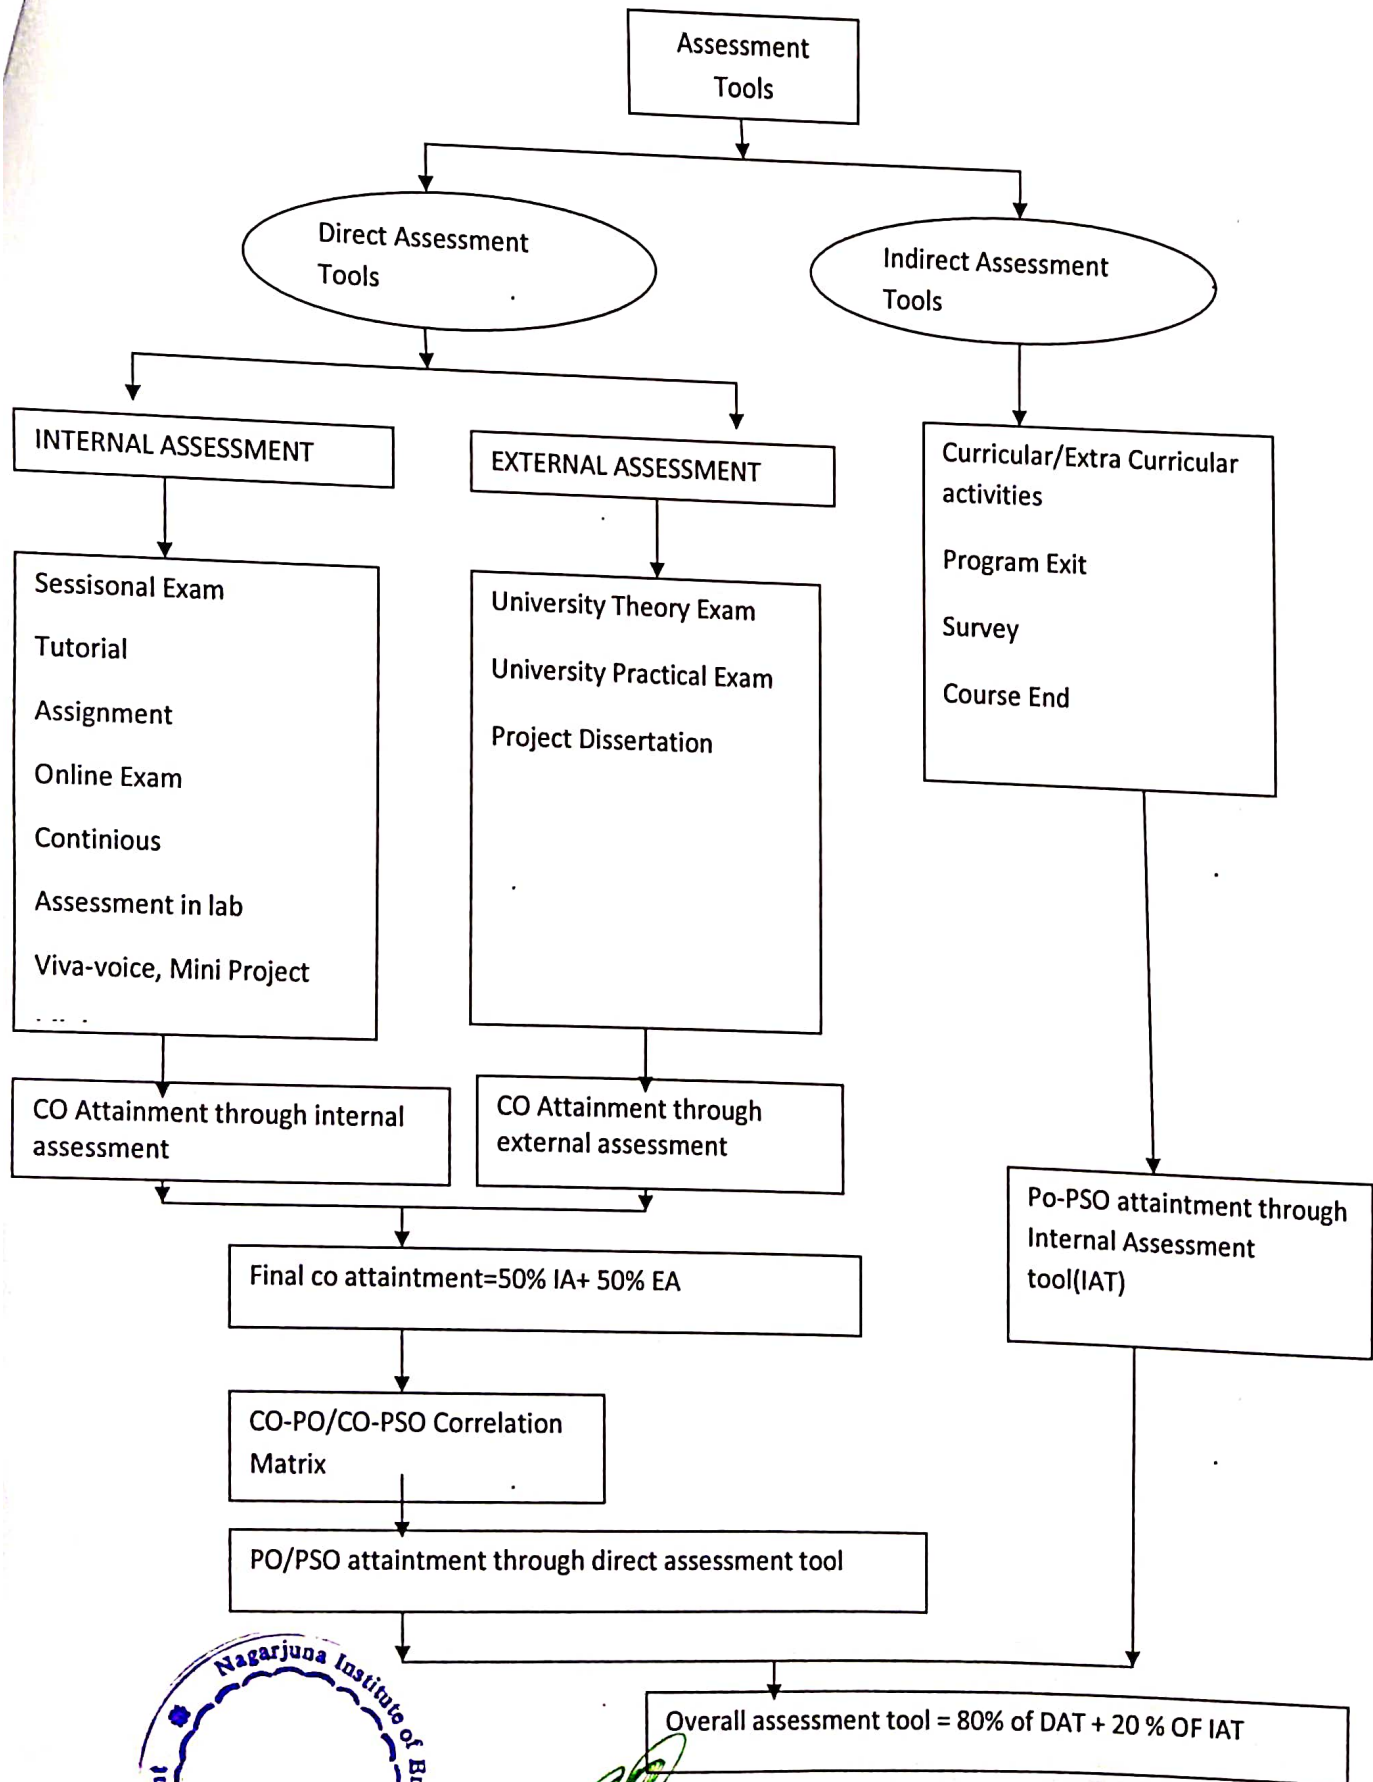 Assessment
Tools
Direct Assessment
Tools
Indirect Assessment
Tools
INTERNAL ASSESSMENT
EXTERNAL ASSESSMENT
Curricular/Extra Curricular
activities
Program Exit
Survey
Course End
Sessisonal Exam
Tutorial
Assignment
Online Exam
Continious
Assessment in lab
Viva-voice, Mini Project
University Theory Exam
University Practical Exam
Project Dissertation
CO Attainment through internal
assessment
CO Attainment through
external assessment
Po-PSO attaintment through
Internal Assessment
tool(IAT)
Final co attaintment=50% IA+ 50% EA
CO-PO/CO-PSO Correlation
Matrix
PO/PSO attaintment through direct assessment tool
Overall assessment tool = 80% of DAT + 20 % OF IAT
Nagarjuna Institute of